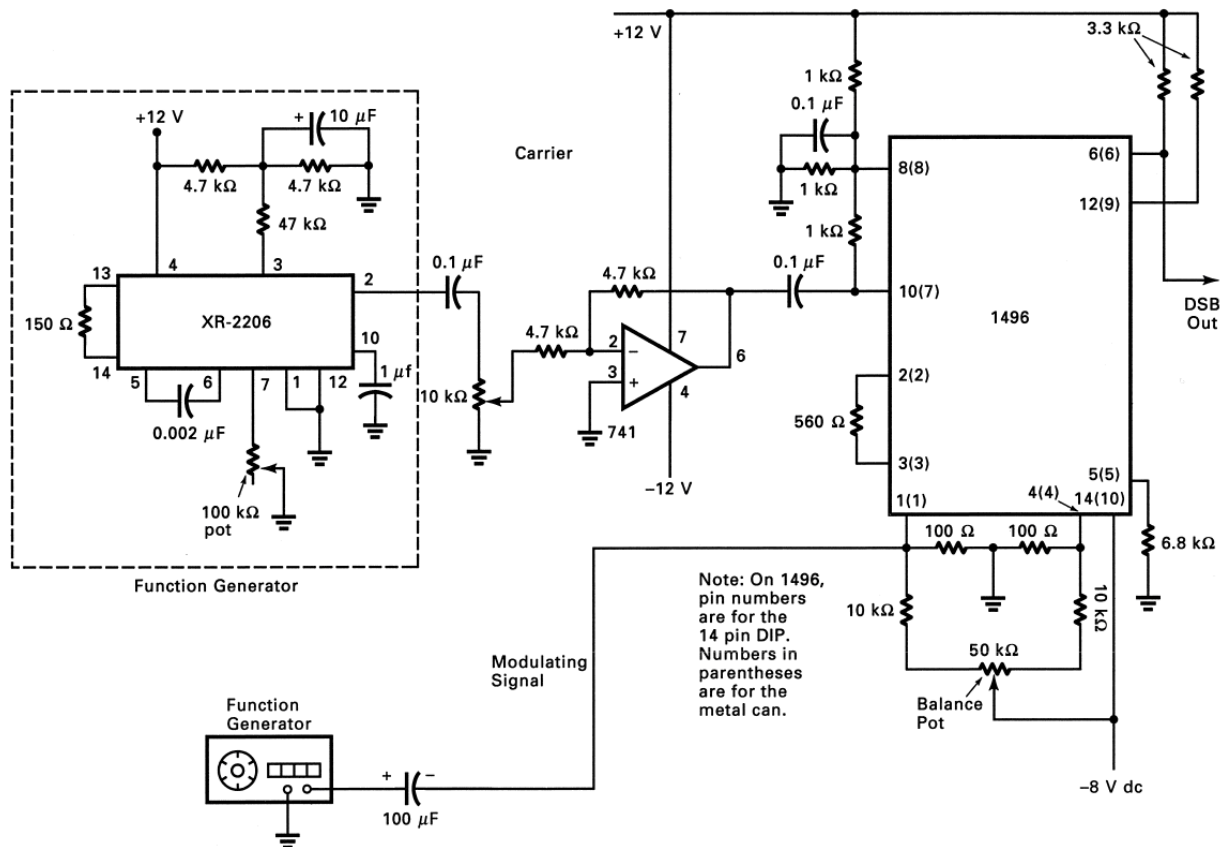 +12 V
3.3 kΩ
1 kΩ
0.1 μF
+12 V
+
10 μF
Carrier
6(6)
4.7 kΩ
4.7 kΩ
8(8)
1 kΩ
12(9)
47 kΩ
1 kΩ
13
4
3
2
0.1 μF
0.1 μF
4.7 kΩ
10(7)
DSB
Out
150 Ω
XR-2206
1496
4.7 kΩ
10
7
2
−
6
14
1 μf
2(2)
5
6
7
1
12
3
+
4
10 kΩ
560 Ω
0.002 μF
741
3(3)
5(5)
−12 V
1(1)
4(4)
14(10)
100 kΩ
pot
100 Ω
100 Ω
6.8 kΩ
Function Generator
Note: On 1496,
pin numbers
are for the
14 pin DIP.
Numbers in
parentheses
are for the
metal can.
10 kΩ
10 kΩ
50 kΩ
Modulating
Signal
Balance
Pot
Function
Generator
+
−
−8 V dc
100 μF